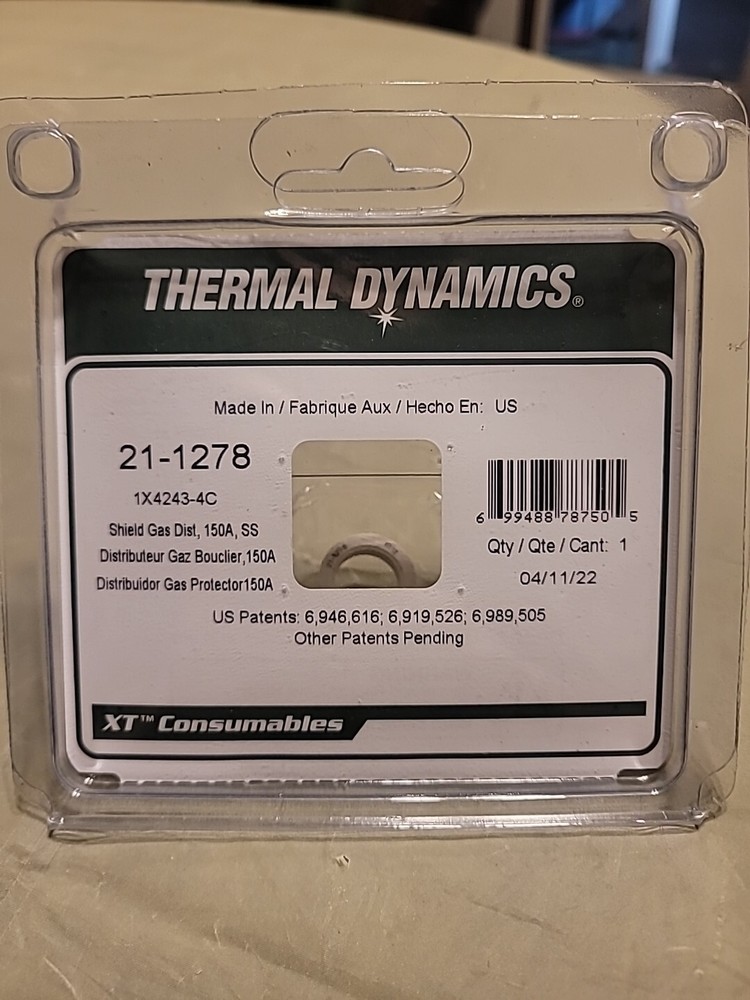 THERMAL DYNAMICS®
Made In / Fabrique Aux / Hecho En: US
21-1278
1X4243-4C
Shield Gas Dist, 150A, SS
Distributeur Gaz Bouclier,150A
Distribuidor Gas Protector150A
6 99488 78750 5
Qty / Qte / Cant: 1
04/11/22
US Patents: 6,946,616; 6,919,526; 6,989,505
Other Patents Pending
XT™ Consumables